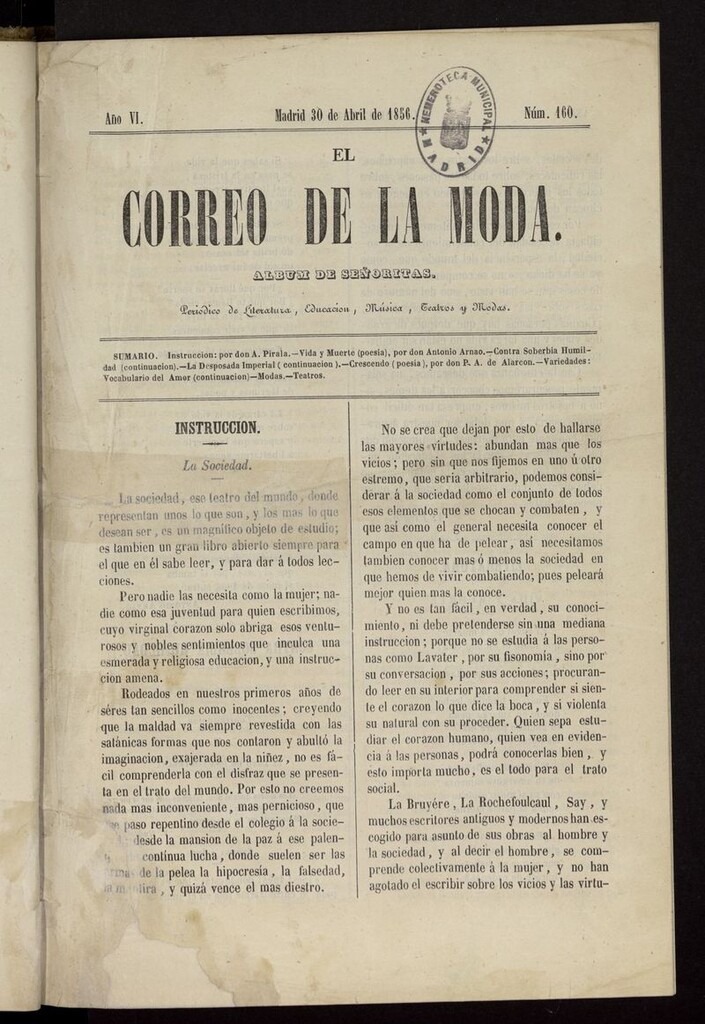 Año VI.
Madrid 30 de Abril de 1856.
Núm. 160.
HEMEROTECA MUNICIPAL
MADRID
EL
CORREO DE LA MODA.
ALBUM DE SEÑORITAS.
Periódico de Literatura, Educacion, Música, Teatros y Modas.
SUMARIO. Instruccion: por don A. Pirala.—Vida y Muerte (poesia), por don Antonio Arnao.—Contra Soberbia Humil-
dad (continuacion).—La Desposada Imperial (continuacion).—Crescendo (poesia), por don P. A. de Alarcon.—Variedades:
Vocabulario del Amor (continuacion)—Modas.—Teatros.
INSTRUCCION.
La Sociedad.
La sociedad, ese teatro del mundo, donde
representan unos lo que son, y los mas lo que
desean ser, es un magnífico objeto de estudio;
es tambien un gran libro abierto siempre para
el que en él sabe leer, y para dar á todos lec-
ciones.
Pero nadie las necesita como la mujer; na-
die como esa juventud para quien escribimos,
cuyo virginal corazon solo abriga esos ventu-
rosos y nobles sentimientos que inculca una
esmerada y religiosa educacion, y una instruc-
cion amena.
Rodeados en nuestros primeros años de
séres tan sencillos como inocentes; creyendo
que la maldad va siempre revestida con las
satánicas formas que nos contaron y abultó la
imaginacion, exajerada en la niñez, no es fá-
cil comprenderla con el disfraz que se presen-
ta en el trato del mundo. Por esto no creemos
nada mas inconveniente, mas pernicioso, que
paso repentino desde el colegio á la socie-
desde la mansion de la paz á ese palen-
continua lucha, donde suelen ser las
de la pelea la hipocresía, la falsedad,
y quizá vence el mas diestro.
No se crea que dejan por esto de hallarse
las mayores virtudes: abundan mas que los
vicios; pero sin que nos fijemos en uno ú otro
estremo, que seria arbitrario, podemos consi-
derar á la sociedad como el conjunto de todos
esos elementos que se chocan y combaten, y
que asi como el general necesita conocer el
campo en que ha de pelear, asi necesitamos
tambien conocer mas ó menos la sociedad en
que hemos de vivir combatiendo; pues peleará
mejor quien mas la conoce.
Y no es tan fácil, en verdad, su conoci-
miento, ni debe pretenderse sin una mediana
instruccion; porque no se estudia á las perso-
nas como Lavater, por su fisonomia, sino por
su conversacion, por sus acciones; procuran-
do leer en su interior para comprender si sien-
te el corazon lo que dice la boca, y si violenta
su natural con su proceder. Quien sepa estu-
diar el corazon humano, quien vea en eviden-
cia á las personas, podrá conocerlas bien, y
esto importa mucho, es el todo para el trato
social.
La Bruyére, La Rochefoulcaul, Say, y
muchos escritores antiguos y modernos han es-
cogido para asunto de sus obras al hombre y
la sociedad, y al decir el hombre, se com-
prende colectivamente á la mujer, y no han
agotado el escribir sobre los vicios y las virtu-